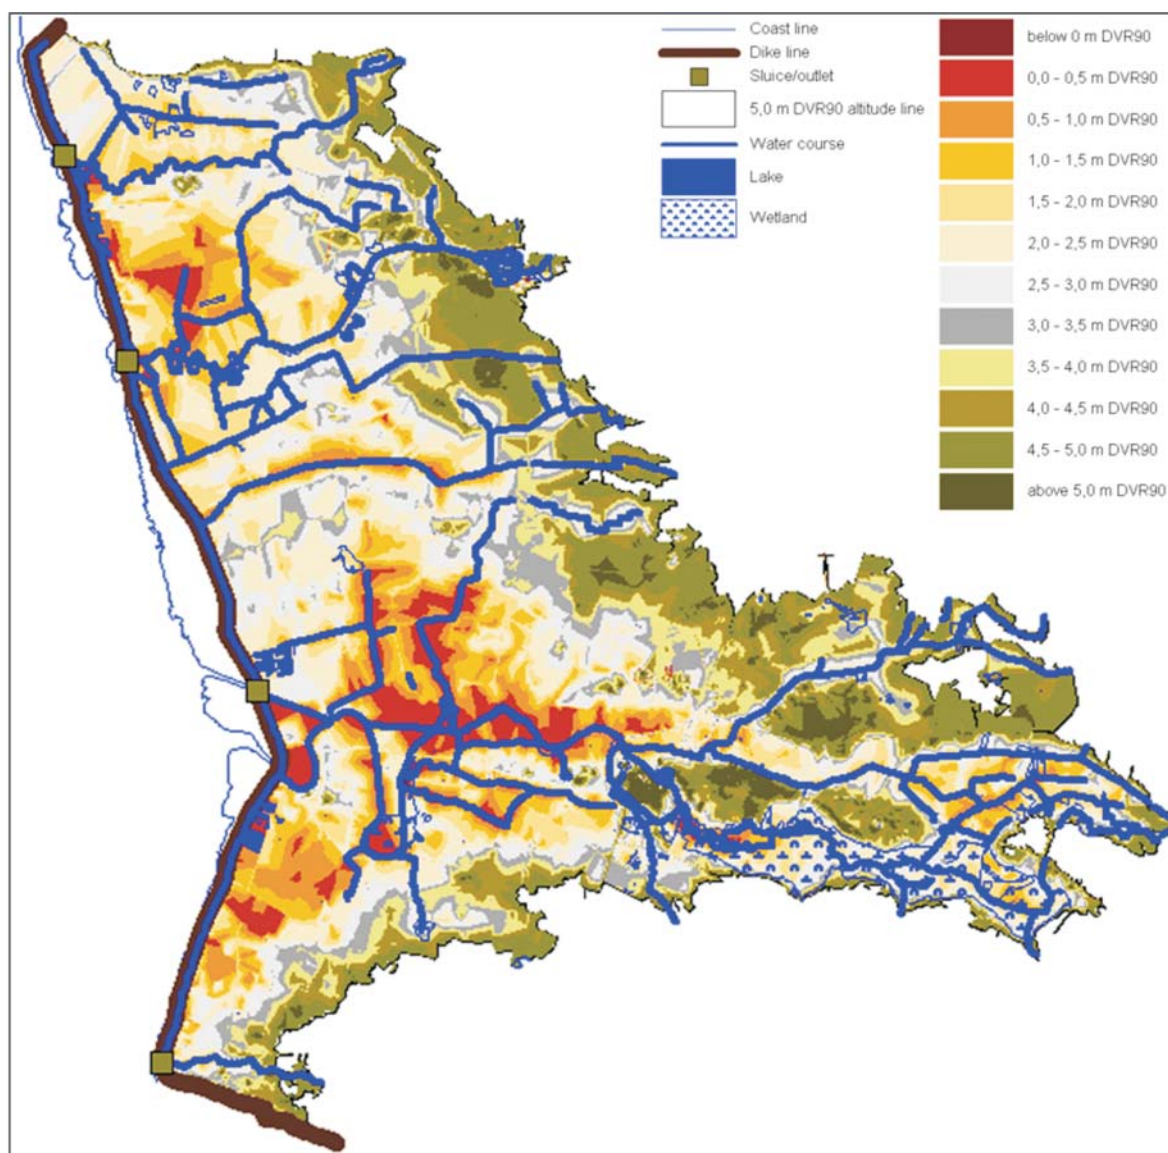 Coast line
Dike line
Sluice/outlet
5,0 m DVR90 altitude line
Water course
Lake
Wetland
below 0 m DVR90
0,0 - 0,5 m DVR90
0,5 - 1,0 m DVR90
1,0 - 1,5 m DVR90
1,5 - 2,0 m DVR90
2,0 - 2,5 m DVR90
2,5 - 3,0 m DVR90
3,0 - 3,5 m DVR90
3,5 - 4,0 m DVR90
4,0 - 4,5 m DVR90
4,5 - 5,0 m DVR90
above 5,0 m DVR90